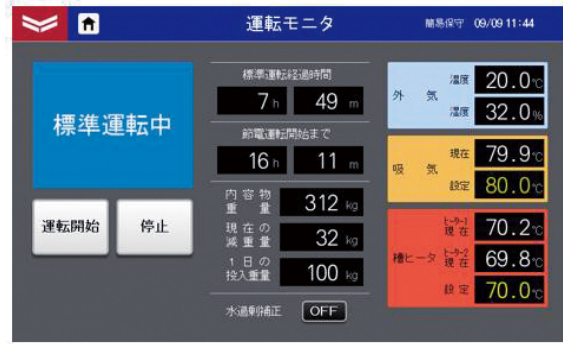 運転モニタ 簡易保守 09/09 11:44
標準運転中
運転開始 停止
標準運転経過時間
7 h 49 m
節電運転開始まで
16 h 11 m
内容物重量 312 kg
現在の減重量 32 kg
1日の投入重量 100 kg
水過剰補正 OFF
外気 温度 20.0℃
湿度 32.0%
吸気 現在 79.9℃
設定 80.0℃
槽ヒータ ヒーター1現在 70.2℃
ヒーター2現在 69.8℃
設定 70.0℃